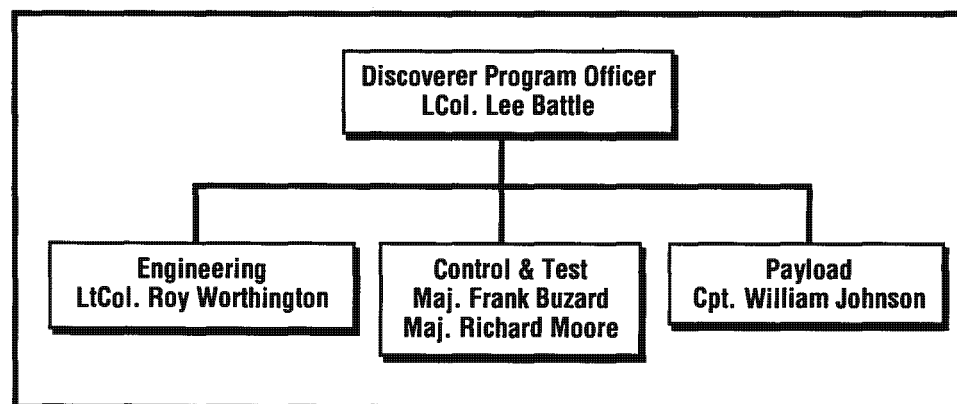 Discoverer Program Officer
LCol. Lee Battle
Engineering
LtCol. Roy Worthington
Control & Test
Maj. Frank Buzard
Maj. Richard Moore
Payload
Cpt. William Johnson